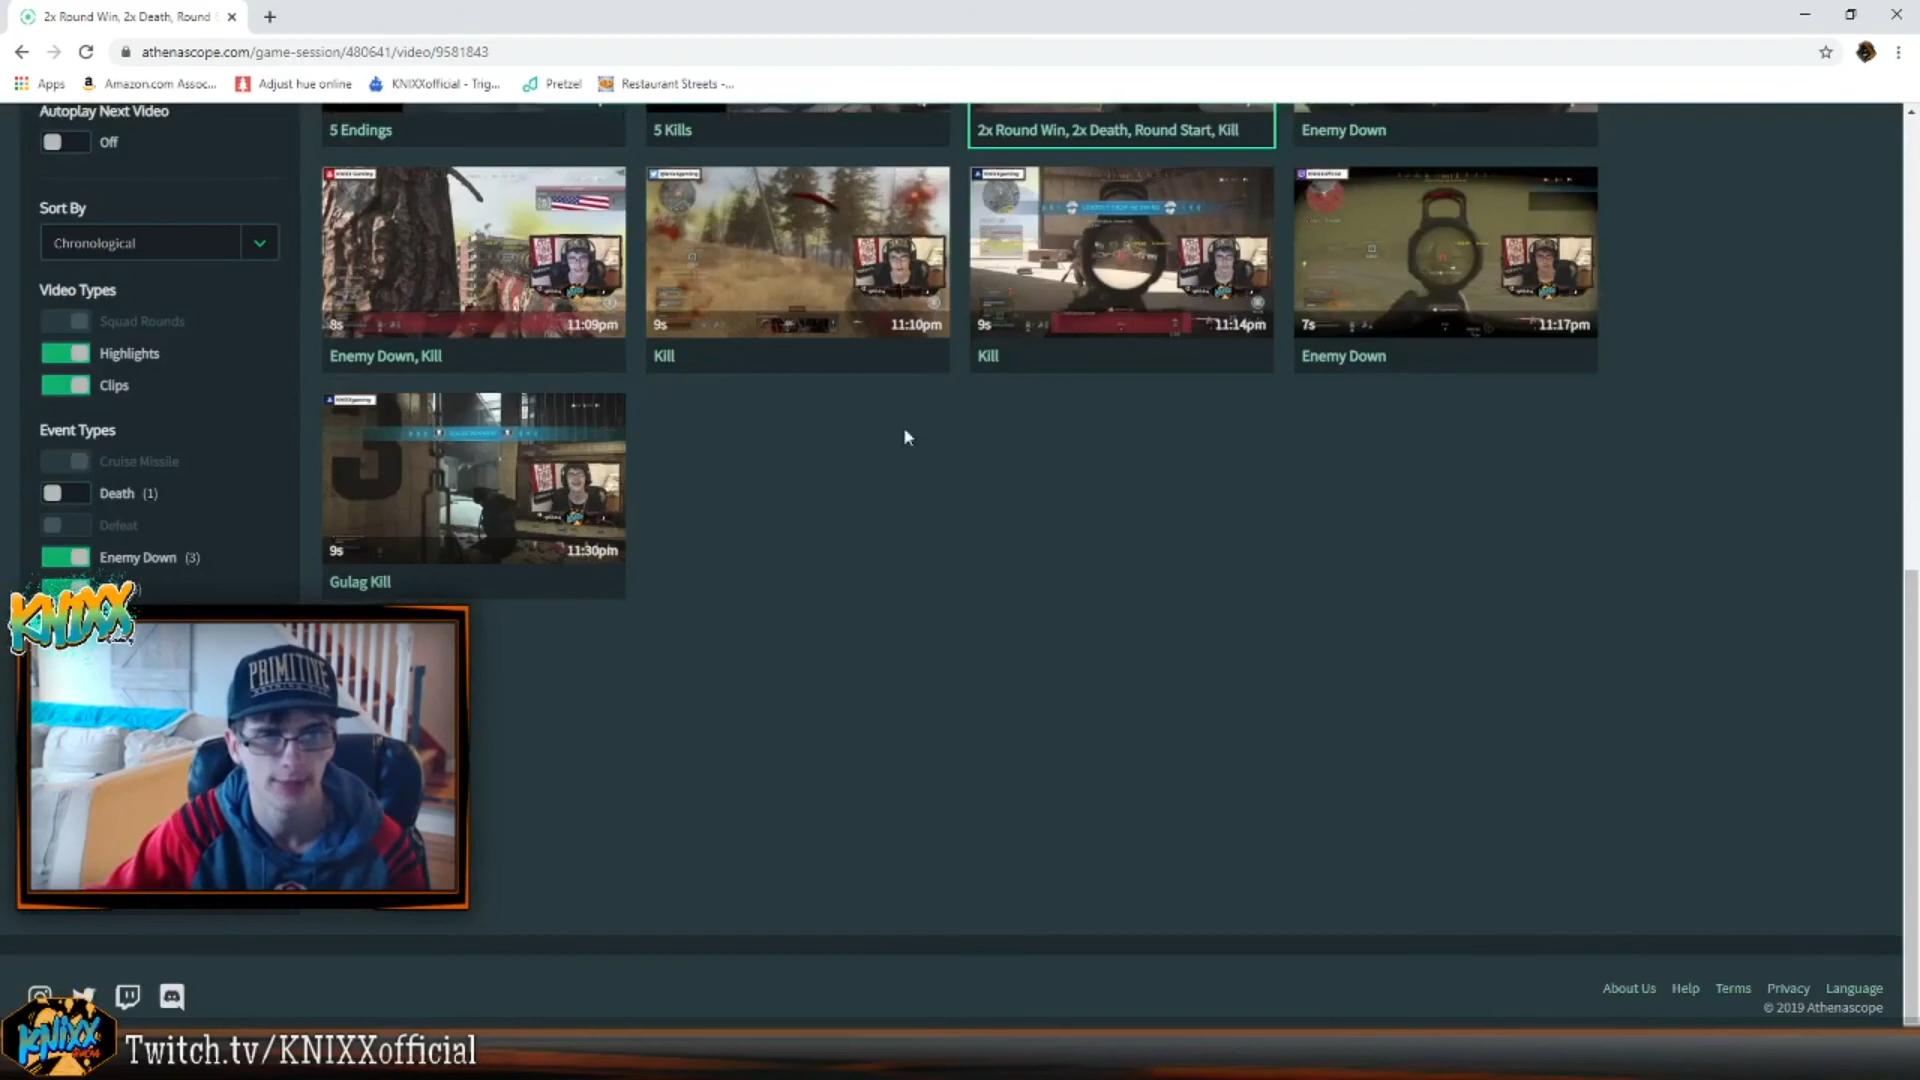 2x Round Win, 2x Death, Round
athenascope.com/game-session/480641/video/9581843
Apps
Amazon.com Assoc...
Adjust hue online
KNIXXofficial - Trig...
Pretzel
Restaurant Streets -...
Autoplay Next Video
Off
5 Endings
5 Kills
2x Round Win, 2x Death, Round Start, Kill
Enemy Down
Sort By
Chronological
KNIXX Gaming
8s
11:09pm
9s
11:10pm
9s
11:14pm
7s
11:17pm
Enemy Down, Kill
Kill
Kill
Enemy Down
Video Types
Squad Rounds
Highlights
Clips
Event Types
Cruise Missile
Death (1)
Defeat
Enemy Down (3)
3
9s
11:30pm
Gulag Kill
KNIXX
PRIMITIVE
About Us
Help
Terms
Privacy
Language
© 2019 Athenascope
KNIXX
Twitch.tv/KNIXXofficial